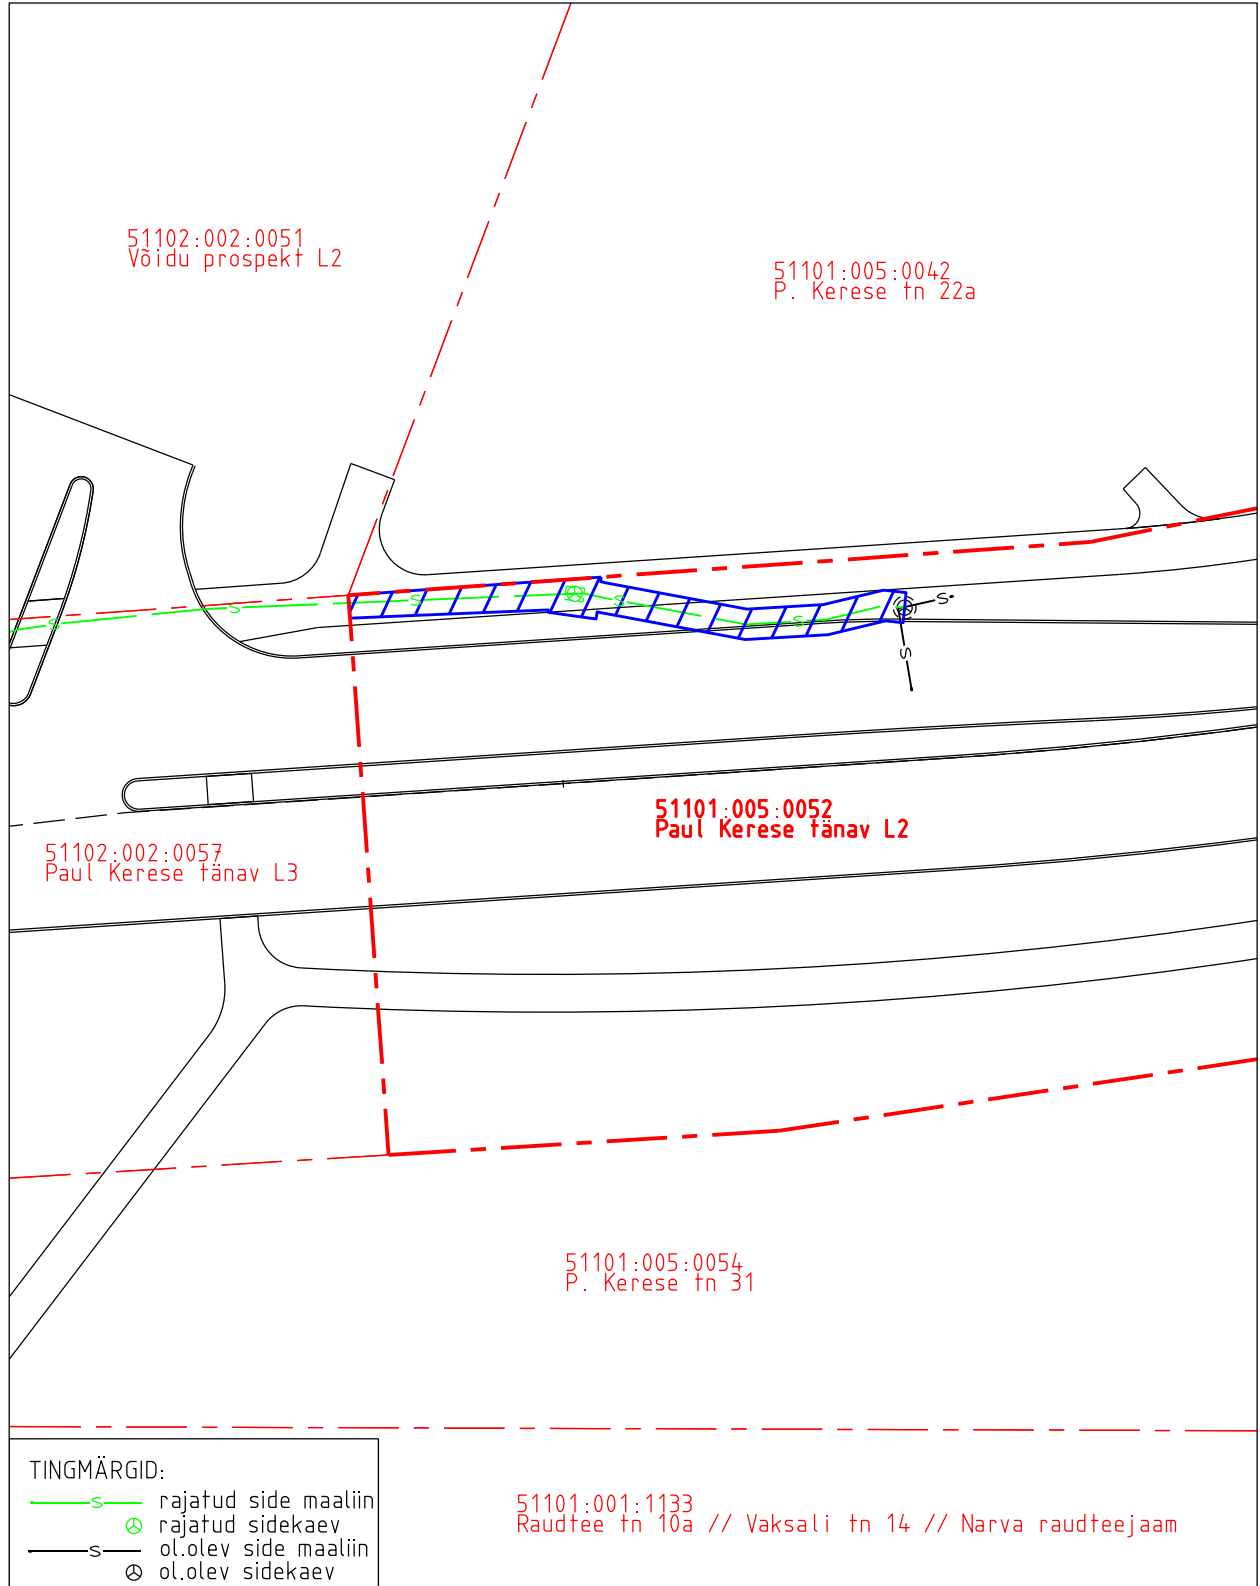 51102:002:0051
Võidu prospekt L2
51101:005:0042
P. Kerese tn 22a
S
S
S
S
S
S
S
51101:005:0052
Paul Kerese tänav L2
51102:002:0057
Paul Kerese tänav L3
51101:005:0054
P. Kerese tn 31
TINGMÄRGID:
S rajatud side maaliin
rajatud sidekaev
S ol.olev side maaliin
ol.olev sidekaev
51101:001:1133
Raudtee tn 10a // Vaksali tn 14 // Narva raudteejaam